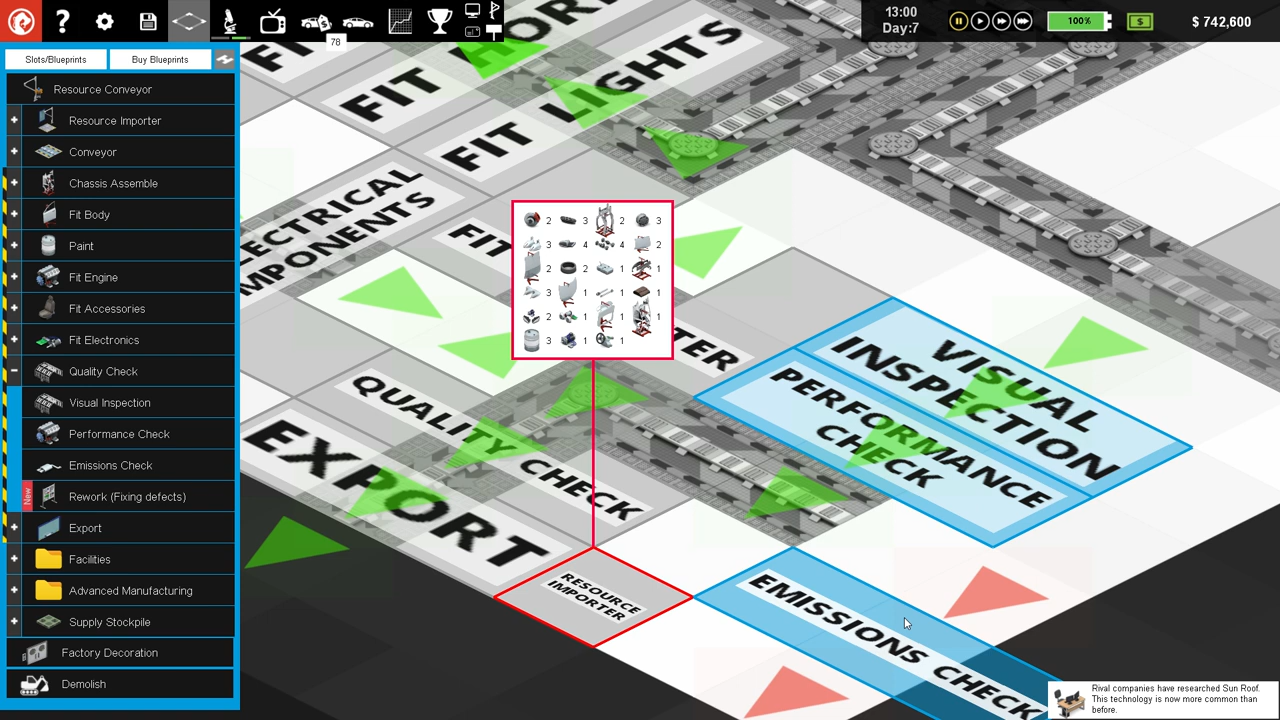 13:00
Day:7
100%
$
$ 742,600
78
Slots/Blueprints
Buy Blueprints
Resource Conveyor
Resource Importer
Conveyor
Chassis Assemble
Fit Body
Paint
Fit Engine
Fit Accessories
Fit Electronics
Quality Check
Visual Inspection
Performance Check
Emissions Check
New
Rework (Fixing defects)
Export
Facilities
Advanced Manufacturing
Factory Decoration
Demolish
FIT
FIT LIGHTS
FIT
QUALITY CHECK
EXPORT
RESOURCE
IMPORTER
VISUAL
INSPECTION
PERFORMANCE
CHECK
EMISSIONS CHECK
2 3 2 3
3 4 4 2
2 2 1 1
3 1 1 1
2 1 1 1
3 1 1
Rival companies have researched Sun Roof.
This technology is now more common than
before.